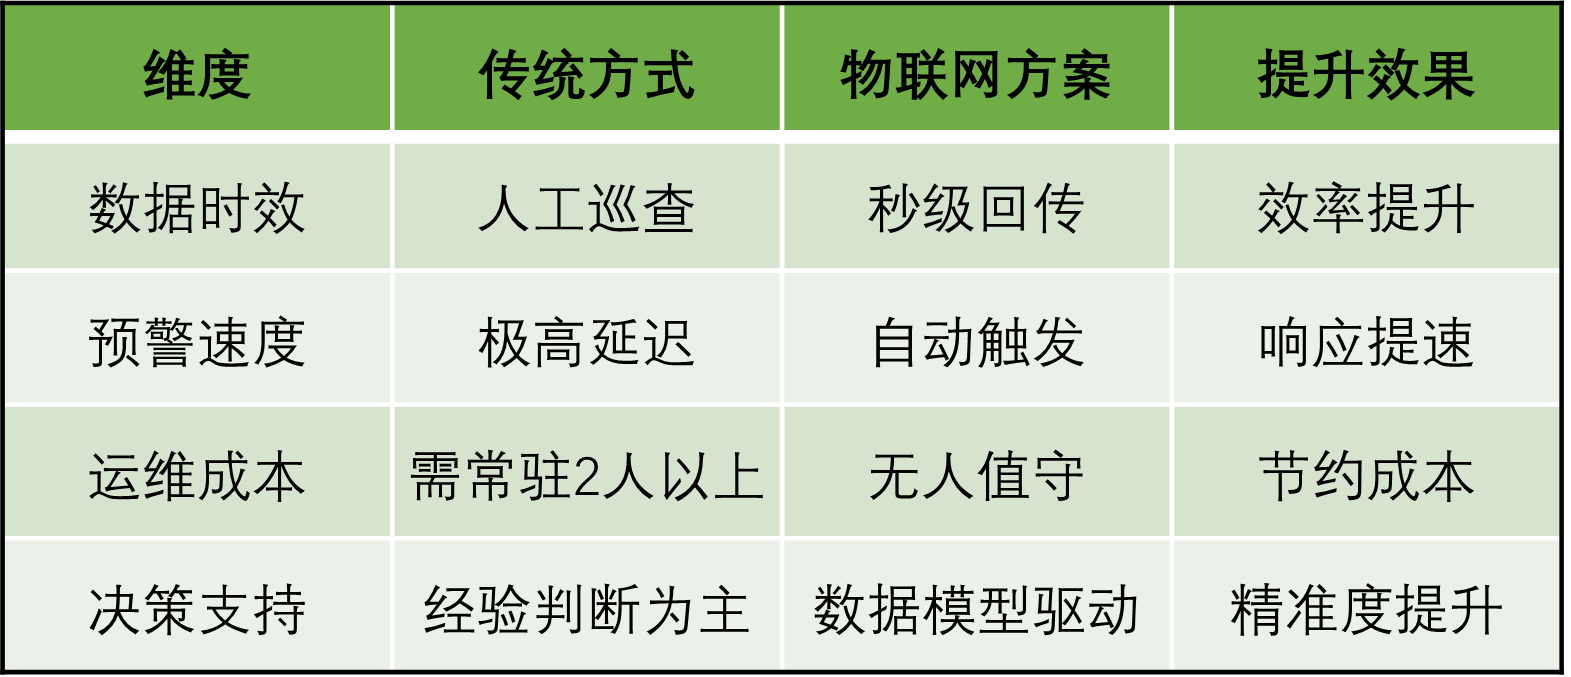 维度 传统方式 物联网方案 提升效果
数据时效 人工巡查 秒级回传 效率提升
预警速度 极高延迟 自动触发 响应提速
运维成本 需常驻2人以上 无人值守 节约成本
决策支持 经验判断为主 数据模型驱动 精准度提升